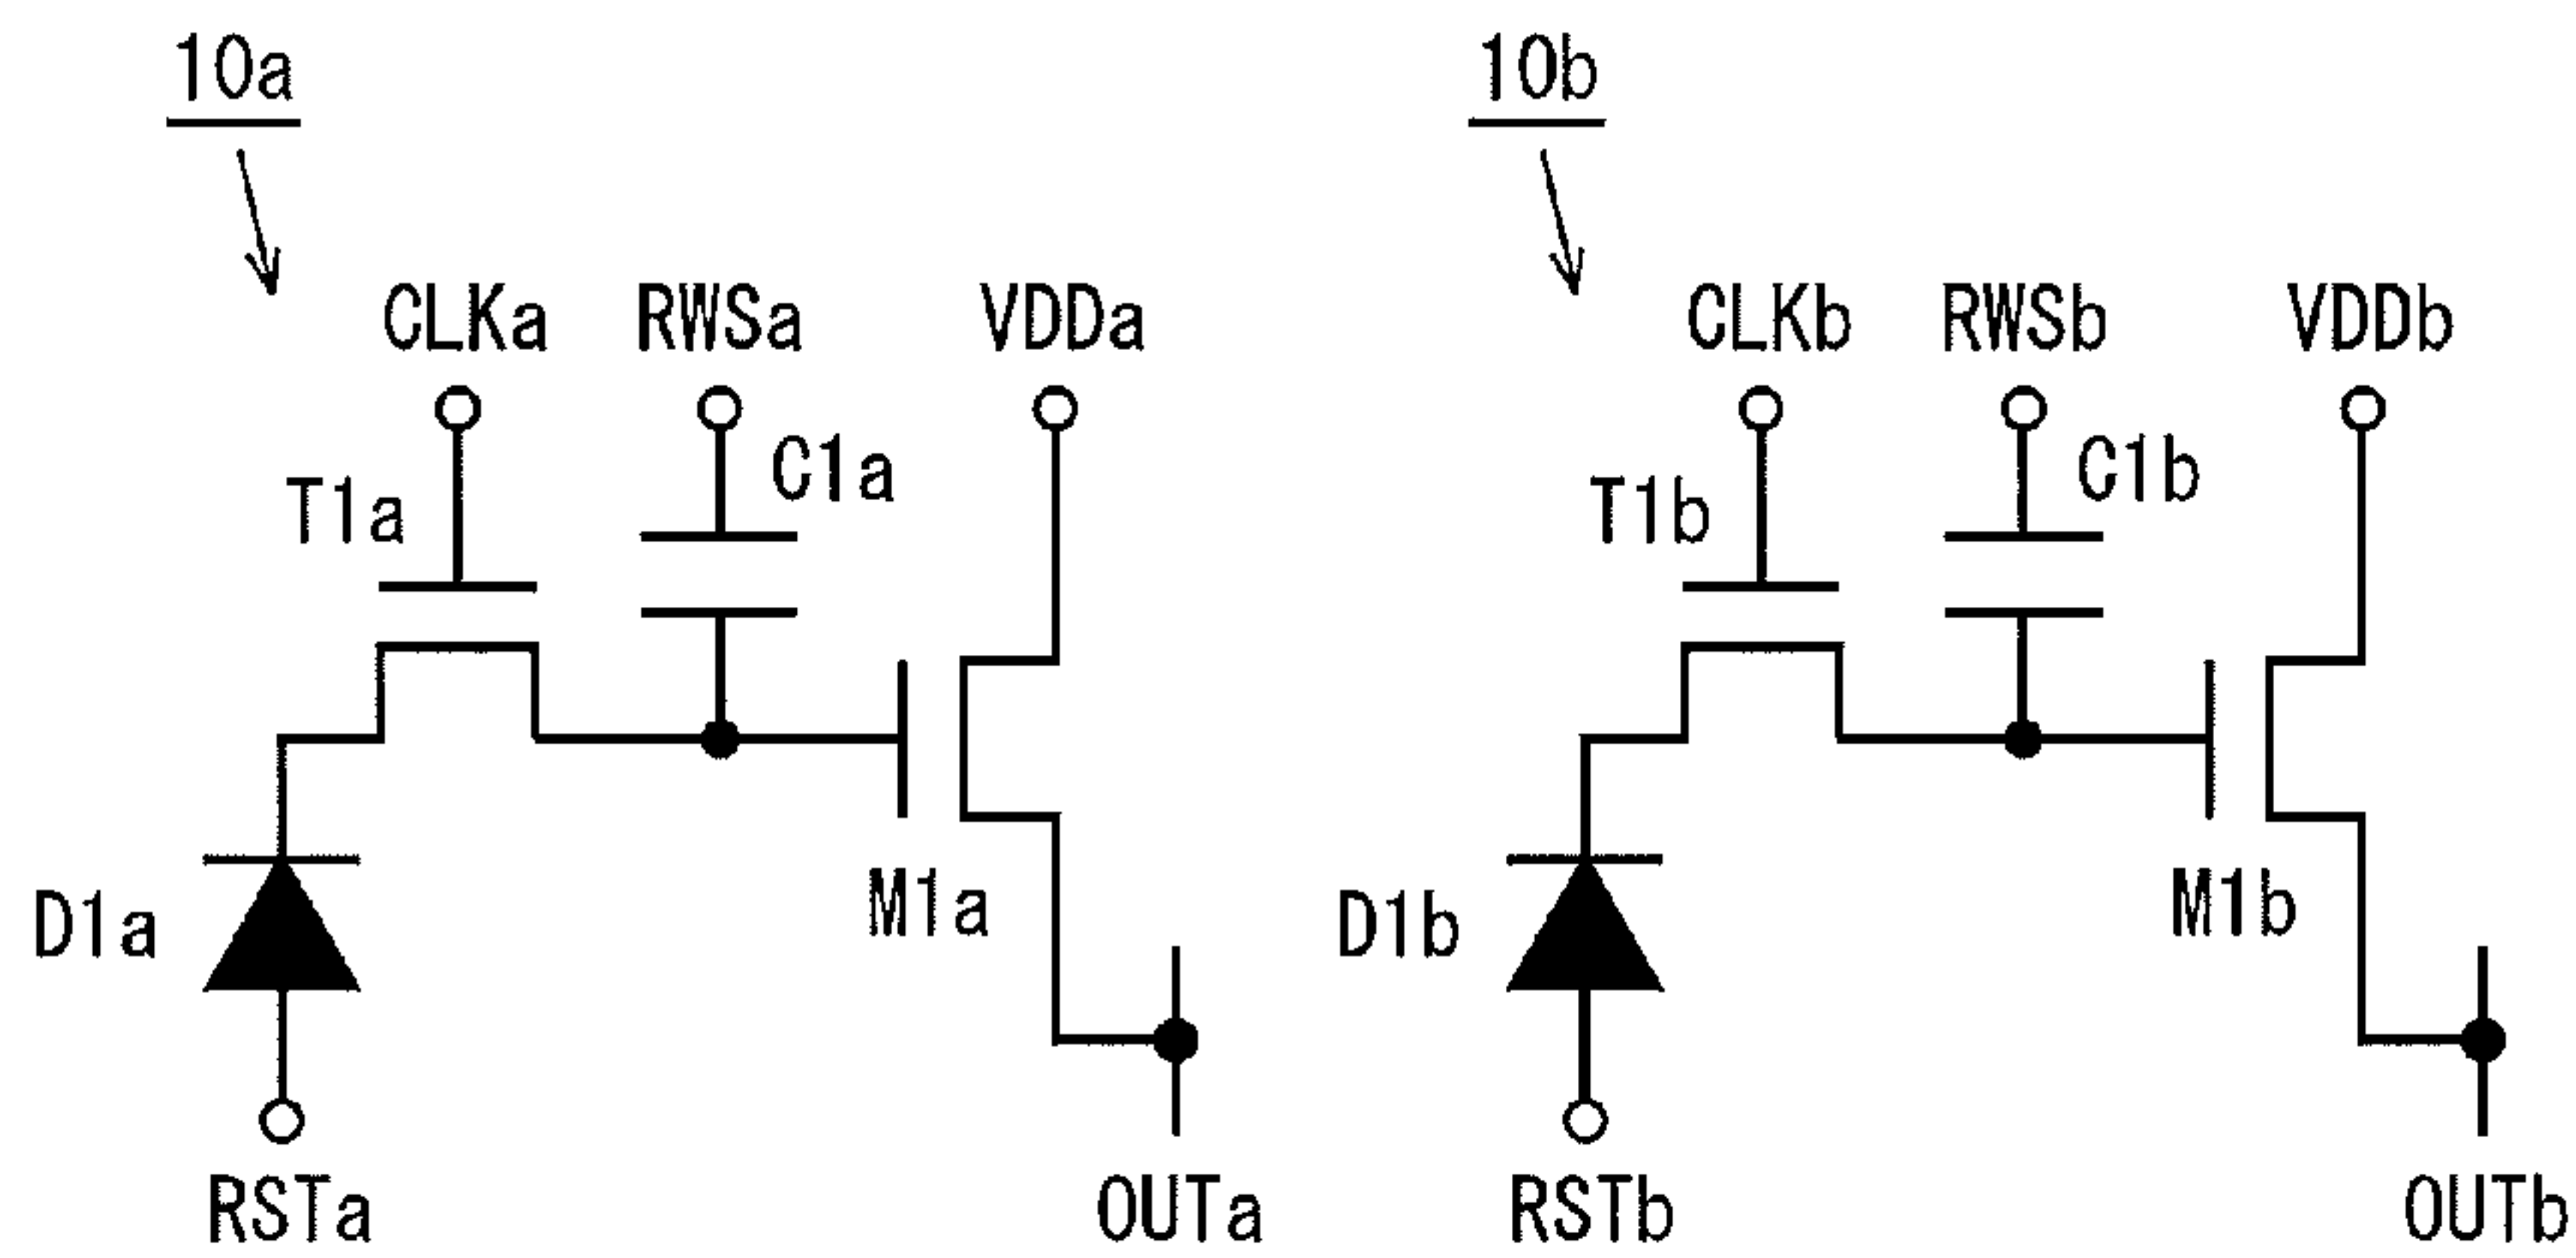 10a 10b
CLKa RWSa VDDa CLKb RWSb VDDb
C1a C1b
T1a T1b
M1a M1b
D1a D1b
RSTa OUTa RSTb OUTb